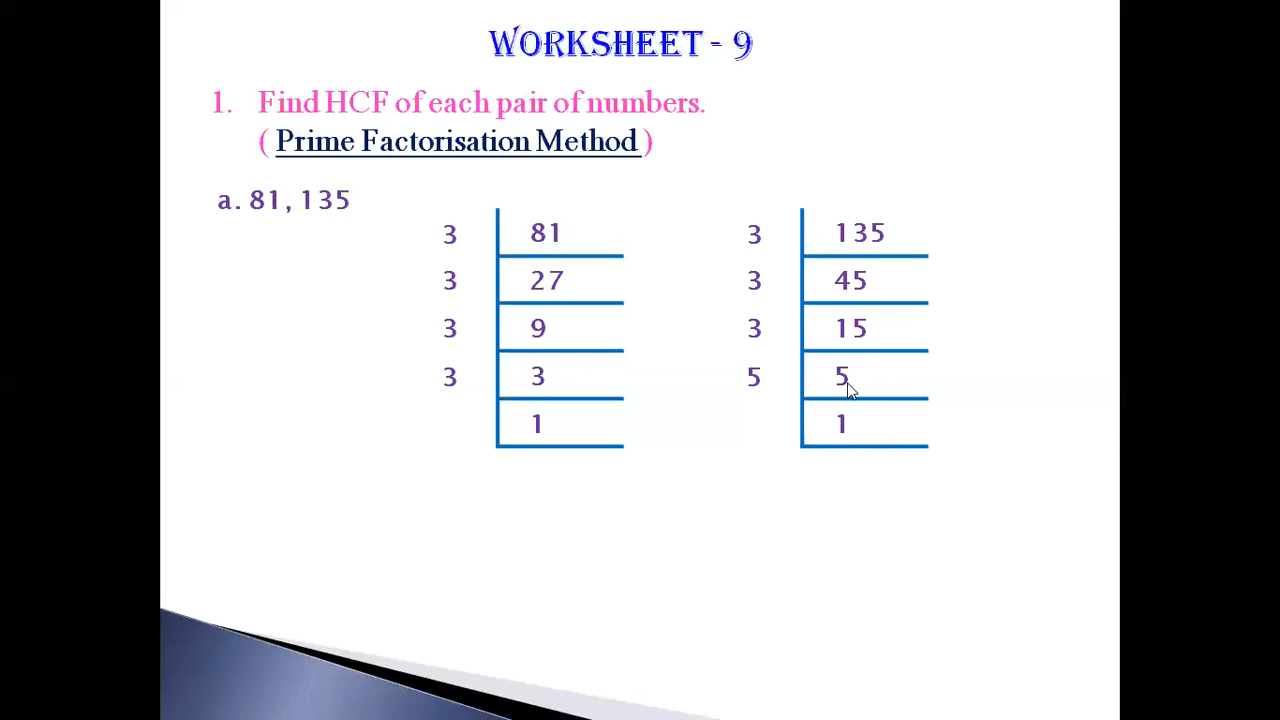 WORKSHEET - 9
1. Find HCF of each pair of numbers.
( Prime Factorisation Method )
a. 81, 135
3 81 3 135
3 27 3 45
3 9 3 15
3 3 5 5
1 1